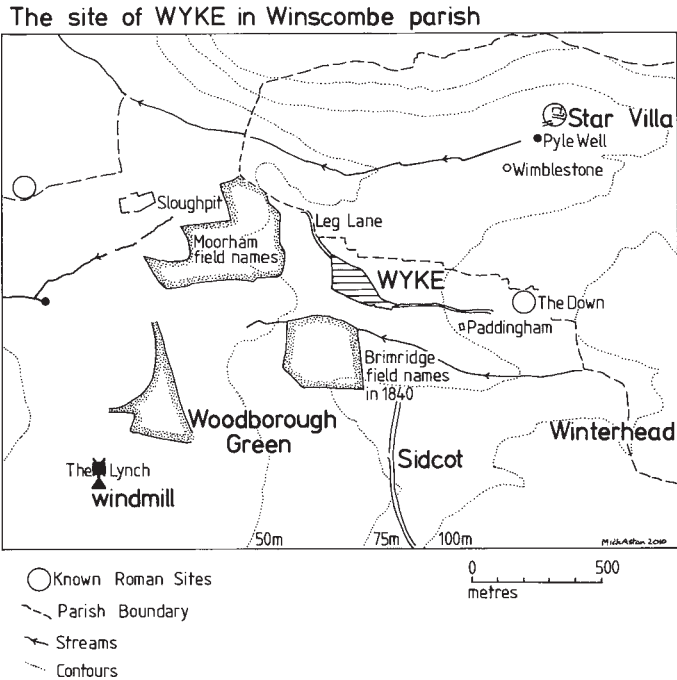 The site of WYKE in Winscombe parish
Star Villa
Pyle Well
Wimblestone
Sloughpit
Leg Lane
Moorham
field names
WYKE
The Down
Paddingham
Brimridge
field names
in 1840
Woodborough
Green
Winterhead
Sidcot
The Lynch
windmill
50m
75m
100m
Mick Aston 2010
0
500
metres
Known Roman Sites
Parish Boundary
Streams
Contours